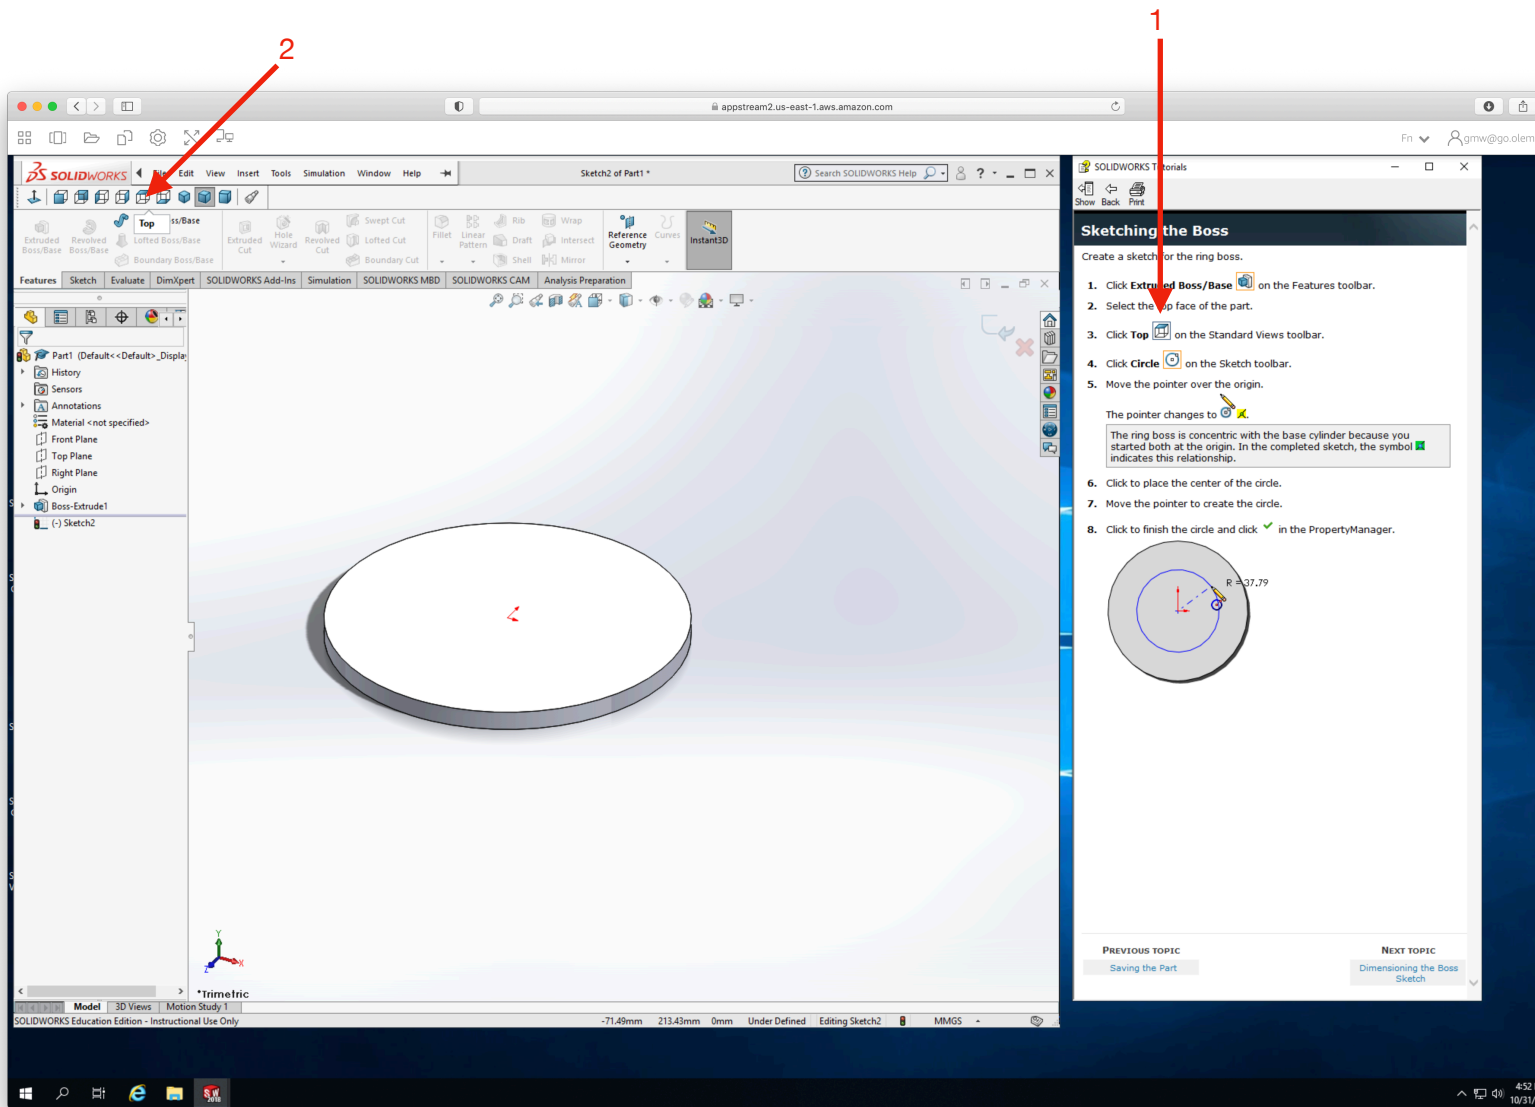 1
2
appstream2.us-east-1.aws.amazon.com
Fn
gmw@go.olem
SOLIDWORKS
File Edit View Insert Tools Simulation Window Help
Sketch2 of Part1 *
Search SOLIDWORKS Help
?
Top
ss/Base
Extruded Boss/Base
Revolved Boss/Base
Lofted Boss/Base
Boundary Boss/Base
Extruded Cut
Hole Wizard
Revolved Cut
Swept Cut
Lofted Cut
Boundary Cut
Fillet
Linear Pattern
Rib
Draft
Shell
Wrap
Intersect
Mirror
Reference Geometry
Curves
Instant3D
Features Sketch Evaluate DimXpert SOLIDWORKS Add-Ins Simulation SOLIDWORKS MBD SOLIDWORKS CAM Analysis Preparation
Part1 (Default<<Default>_Display
History
Sensors
Annotations
Material <not specified>
Front Plane
Top Plane
Right Plane
Origin
Boss-Extrude1
(-) Sketch2
Y
X
Z
*Trimetric
Model 3D Views Motion Study 1
SOLIDWORKS Education Edition - Instructional Use Only
-71.49mm 213.43mm 0mm Under Defined Editing Sketch2 MMGS
SOLIDWORKS Tutorials
Show Back Print
Sketching the Boss
Create a sketch for the ring boss.
1. Click Extruded Boss/Base on the Features toolbar.
2. Select the top face of the part.
3. Click Top on the Standard Views toolbar.
4. Click Circle on the Sketch toolbar.
5. Move the pointer over the origin.
The pointer changes to .
The ring boss is concentric with the base cylinder because you
started both at the origin. In the completed sketch, the symbol
indicates this relationship.
6. Click to place the center of the circle.
7. Move the pointer to create the circle.
8. Click to finish the circle and click in the PropertyManager.
R = 37.79
PREVIOUS TOPIC
Saving the Part
NEXT TOPIC
Dimensioning the Boss
Sketch
SW
2018
4:52
10/31/